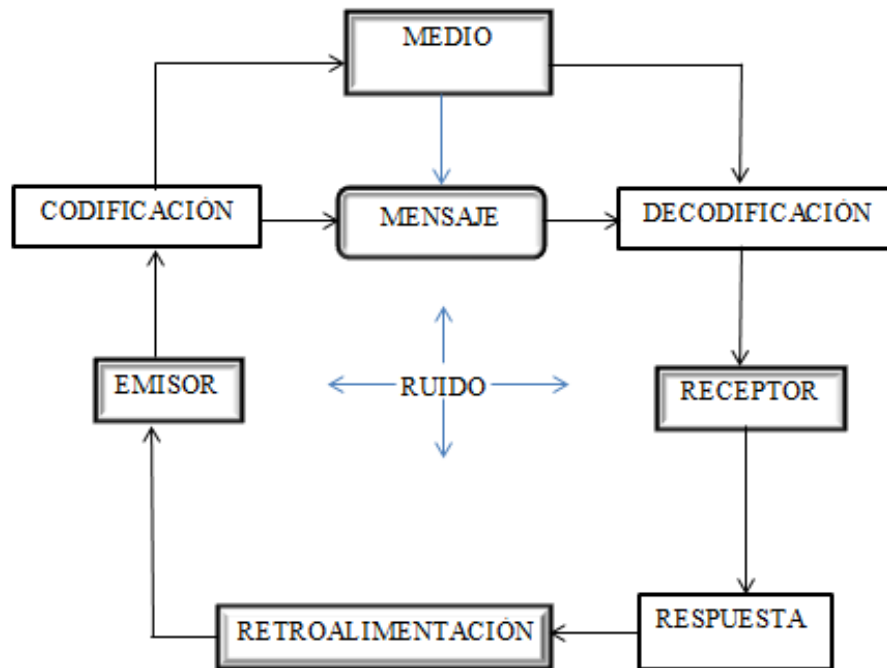 MEDIO
CODIFICACIÓN
MENSAJE
DECODIFICACIÓN
EMISOR
RUIDO
RECEPTOR
RETROALIMENTACIÓN
RESPUESTA